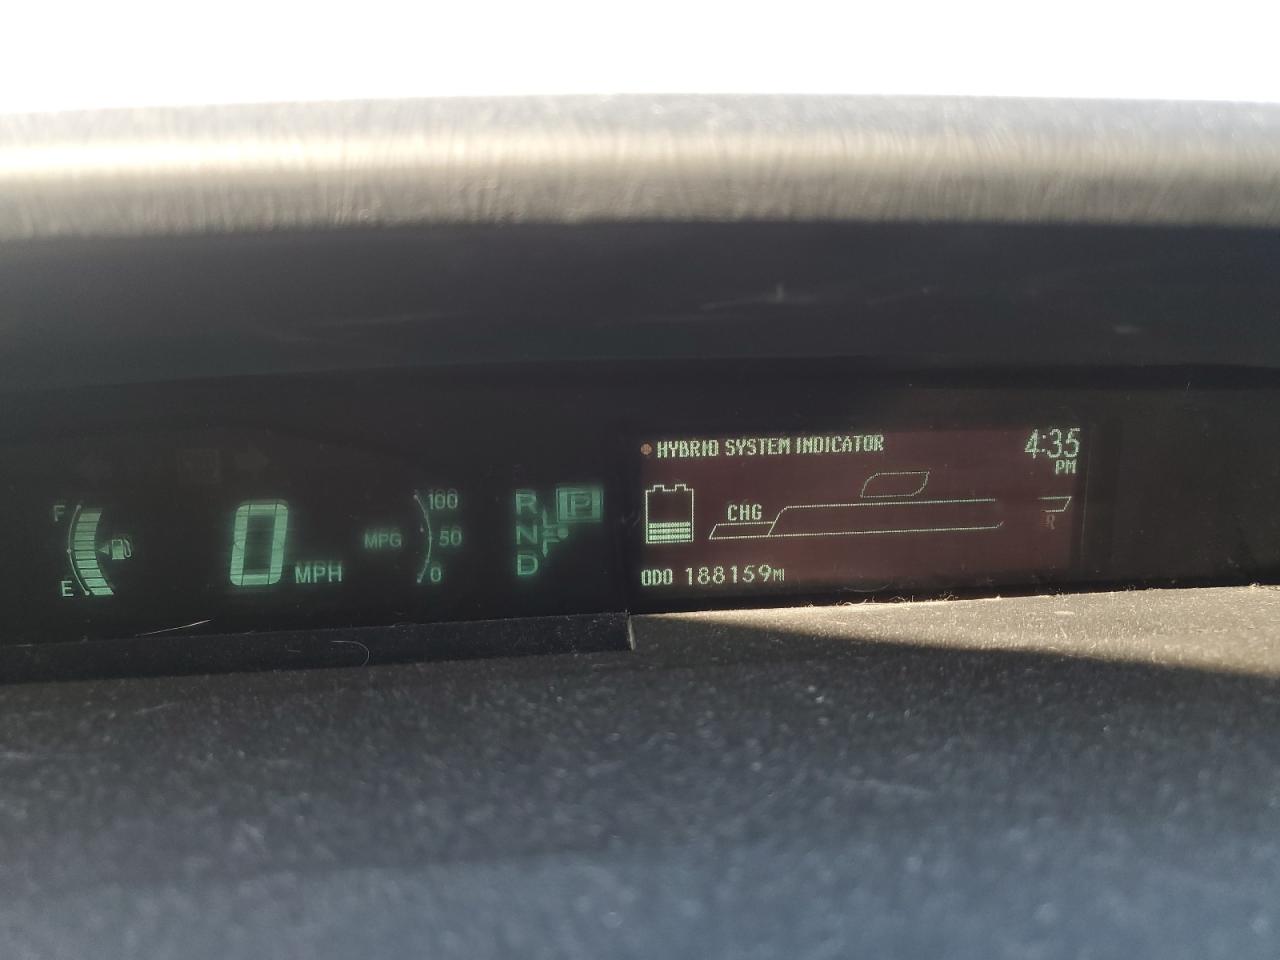 F
E
0 MPH
MPG
100
50
0
R
N
D
P
HYBRID SYSTEM INDICATOR
4:35
PM
CHG
R
ODO 188159MI